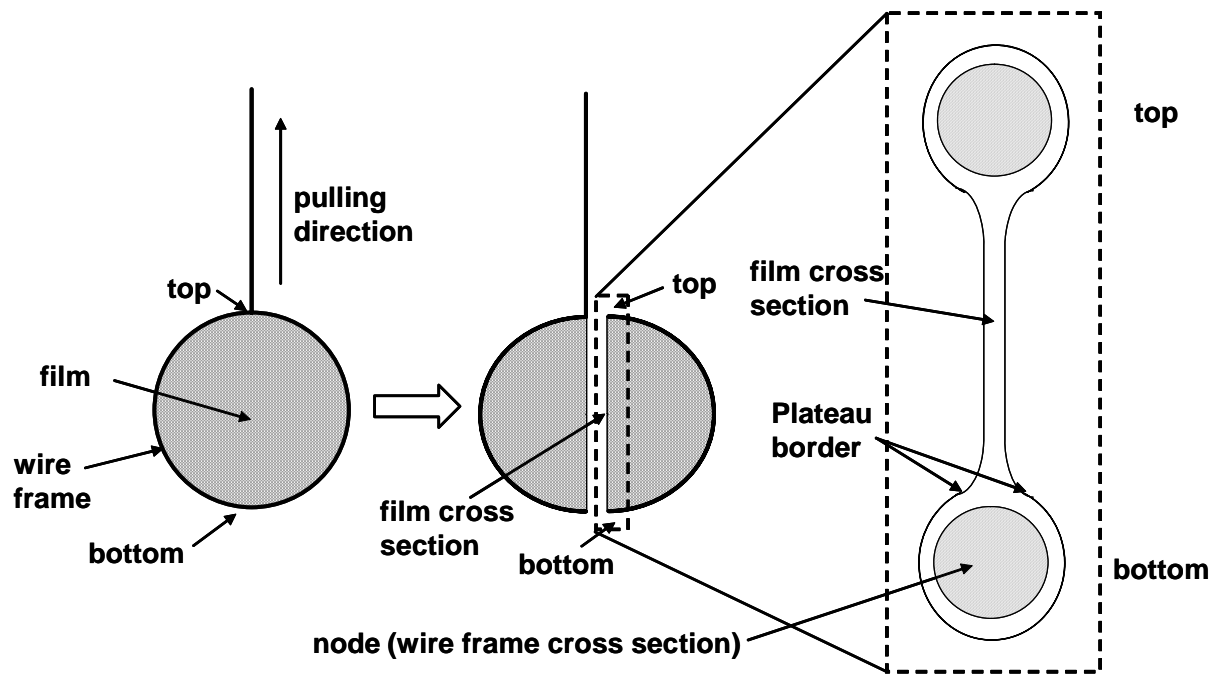 pulling
direction
top
film
wire
frame
bottom
top
film cross
section
bottom
node (wire frame cross section)
top
film cross
section
Plateau
border
bottom